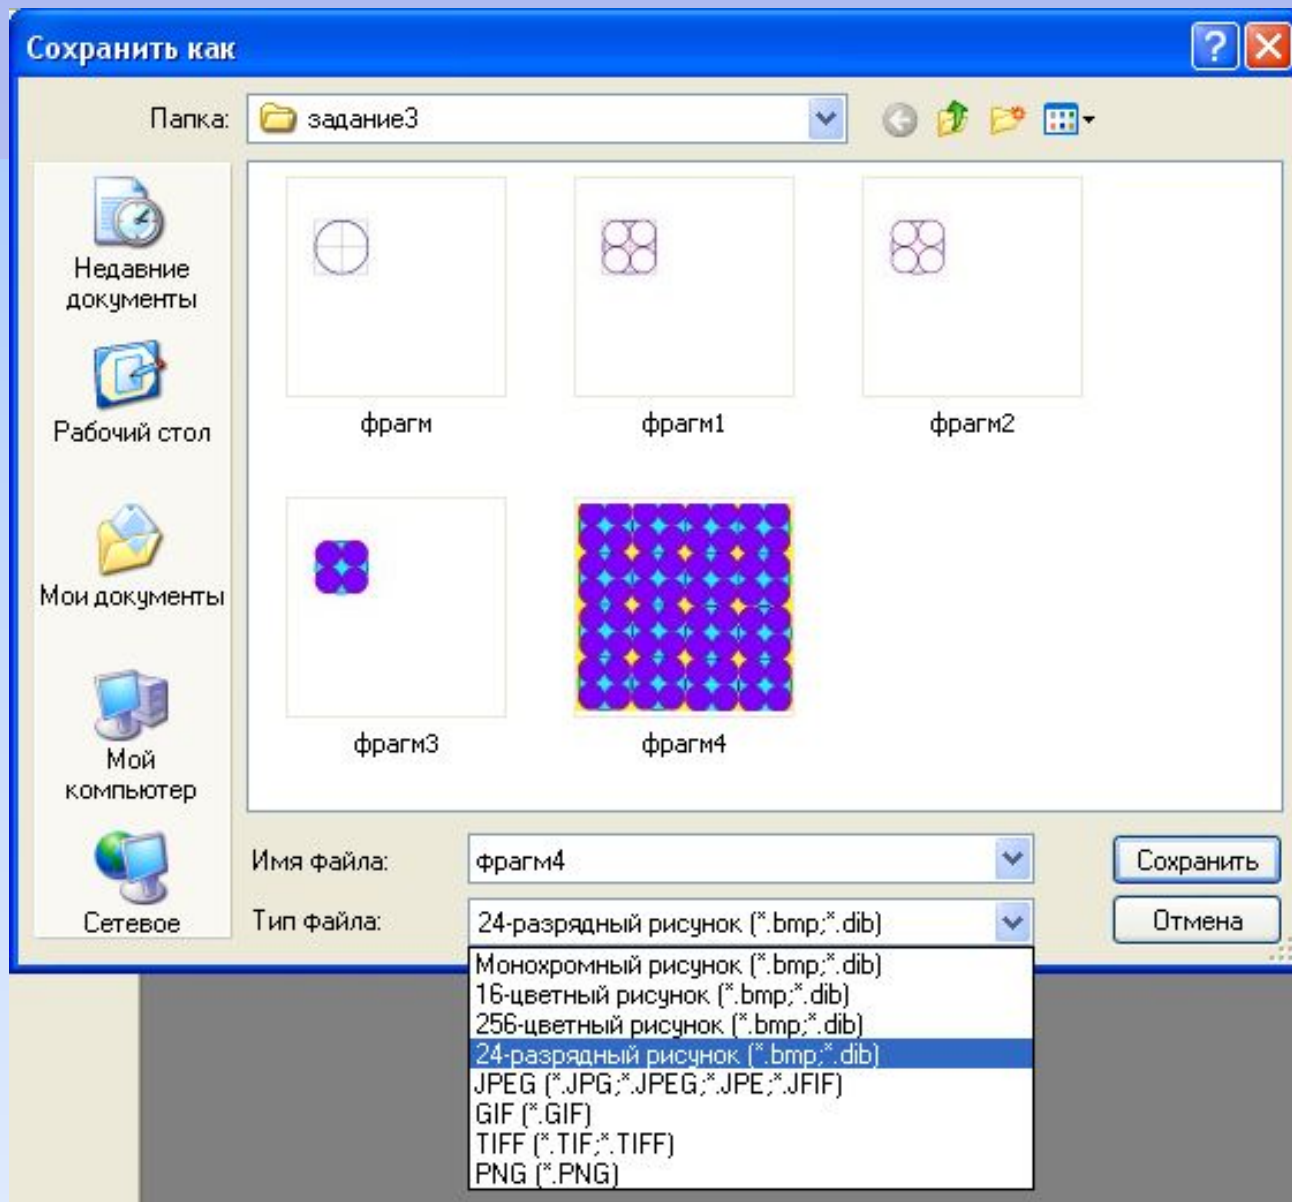 Сохранить как
Папка:
задание3
Недавние
документы
Рабочий стол
Мои документы
Мой
компьютер
Сетевое
фрагм
фрагм1
фрагм2
фрагм3
фрагм4
Имя файла:
фрагм4
Сохранить
Тип файла:
24-разрядный рисунок (*.bmp;*.dib)
Отмена
Монохромный рисунок (*.bmp;*.dib)
16-цветный рисунок (*.bmp;*.dib)
256-цветный рисунок (*.bmp;*.dib)
24-разрядный рисунок (*.bmp;*.dib)
JPEG (*.JPG;*.JPEG;*.JPE;*.JFIF)
GIF (*.GIF)
TIFF (*.TIF;*.TIFF)
PNG (*.PNG)